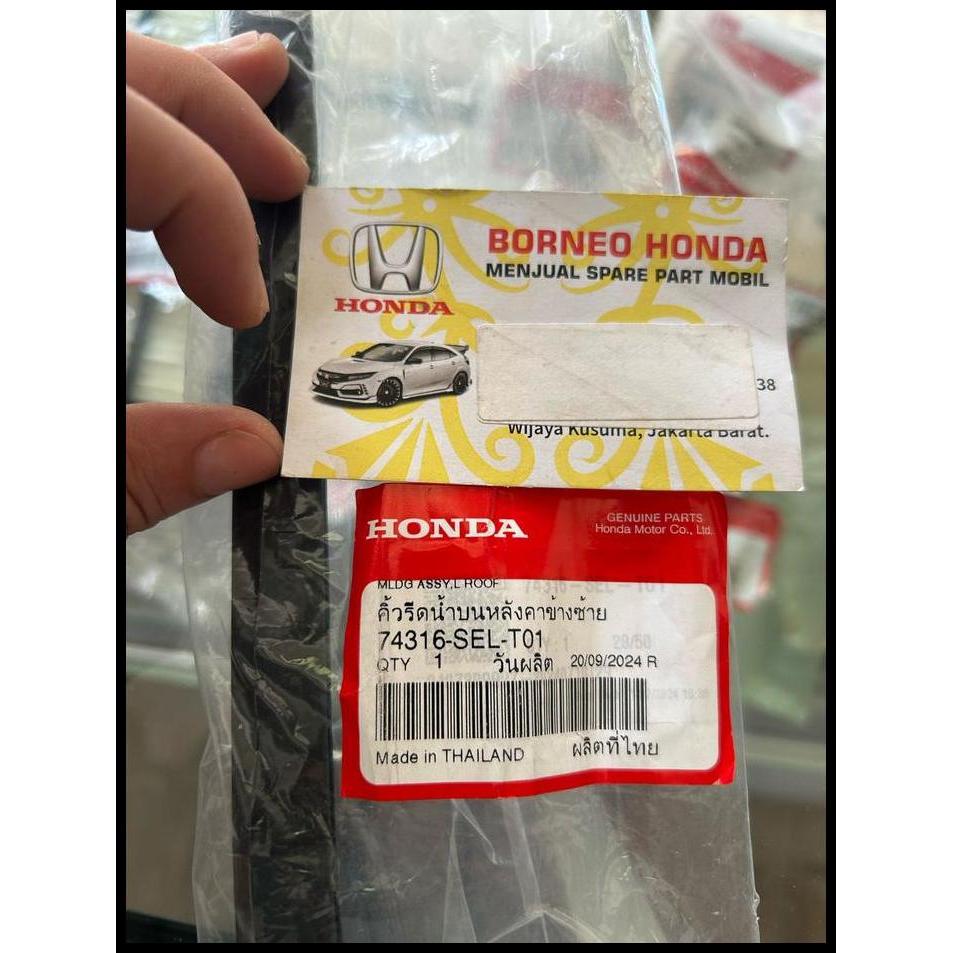 BORNEO HONDA
MENJUAL SPARE PART MOBIL
HONDA
38
Wijaya Kusuma, Jakarta Barat.
HONDA
GENUINE PARTS
Honda Motor Co., Ltd.
MLDG ASSY,L ROOF
คิ้วรีดน้ำบนหลังคาข้างซ้าย
74316-SEL-T01
QTY 1 วันผลิต 20/09/2024 R
Made in THAILAND ผลิตที่ไทย